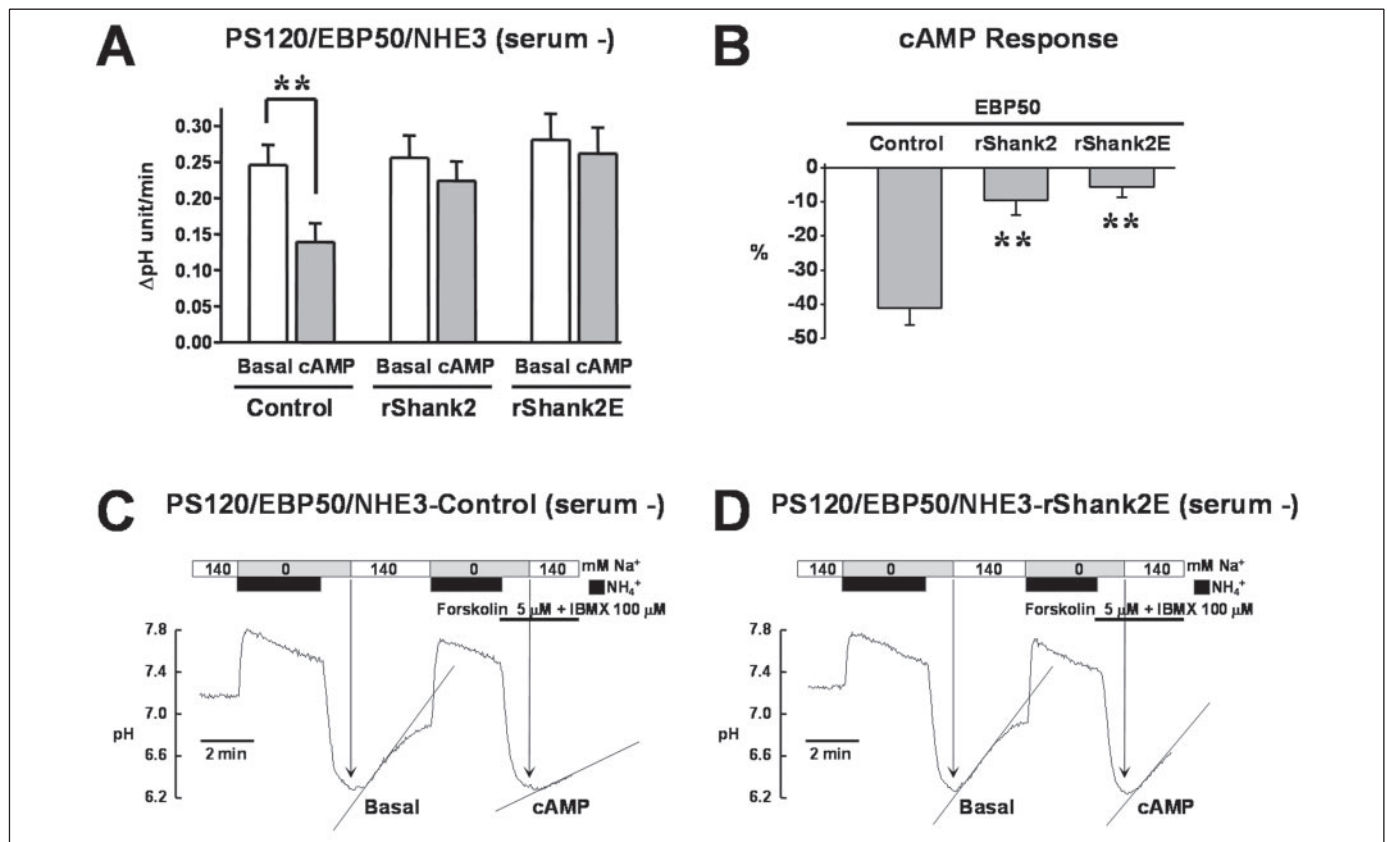 A PS120/EBP50/NHE3 (serum -)
**
ΔpH unit/min
0.30
0.25
0.20
0.15
0.10
0.05
0.00
Basal cAMP Basal cAMP Basal cAMP
Control rShank2 rShank2E
B cAMP Response
EBP50
Control rShank2 rShank2E
%
0
-10
-20
-30
-40
-50
** **
C PS120/EBP50/NHE3-Control (serum -)
140 0 140 0 140 mM Na⁺
NH₄⁺
Forskolin 5 µM + IBMX 100 µM
7.8
7.4
7.0
pH
6.6
6.2
2 min
Basal cAMP
D PS120/EBP50/NHE3-rShank2E (serum -)
140 0 140 0 140 mM Na⁺
NH₄⁺
Forskolin 5 µM + IBMX 100 µM
7.8
7.4
7.0
pH
6.6
6.2
2 min
Basal cAMP